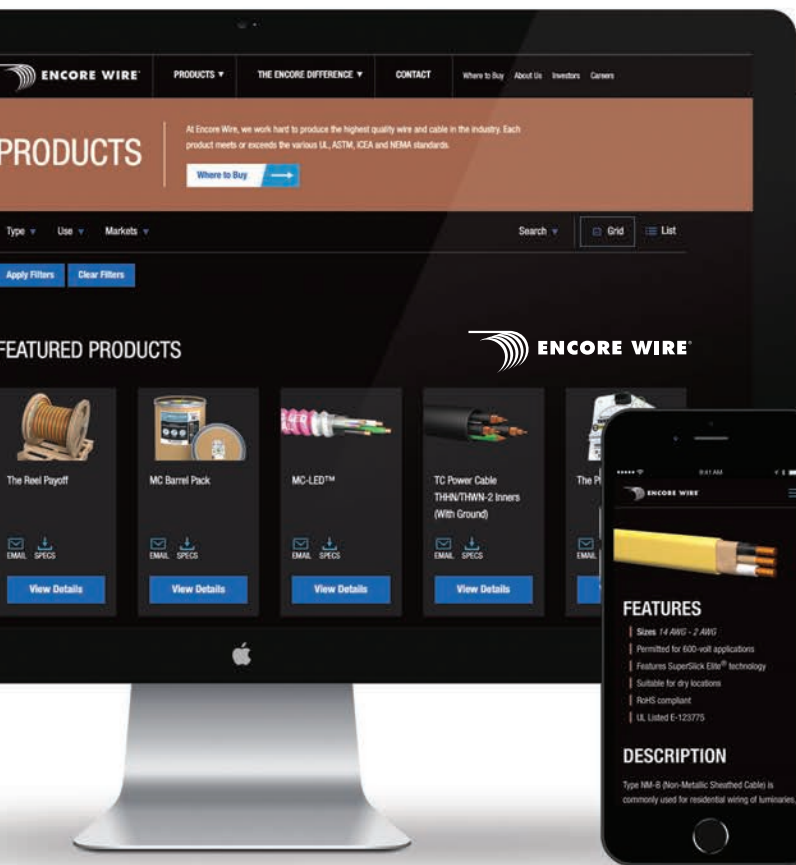 ENCORE WIRE
PRODUCTS
THE ENCORE DIFFERENCE
CONTACT
Where to Buy
About Us
Investors
Careers
PRODUCTS
At Encore Wire, we work hard to produce the highest quality wire and cable in the industry. Each
product meets or exceeds the various UL, ASTM, ICEA and NEMA standards.
Where to Buy
Type
Use
Markets
Search
Grid
List
Apply Filters
Clear Filters
FEATURED PRODUCTS
ENCORE WIRE
The Reel Payoff
EMAIL SPECS
View Details
MC Barrel Pack
EMAIL SPECS
View Details
MC-LED™
EMAIL SPECS
View Details
TC Power Cable
THHN/THWN-2 Inners
(With Ground)
EMAIL SPECS
View Details
The P
EMAIL
9:41 AM
ENCORE WIRE
FEATURES
Sizes 14 AWG - 2 AWG
Permitted for 600-volt applications
Features SuperSlick Elite® technology
Suitable for dry locations
RoHS compliant
UL Listed E-123775
DESCRIPTION
Type NM-B (Non-Metallic Sheathed Cable) is
commonly used for residential wiring of luminaries,